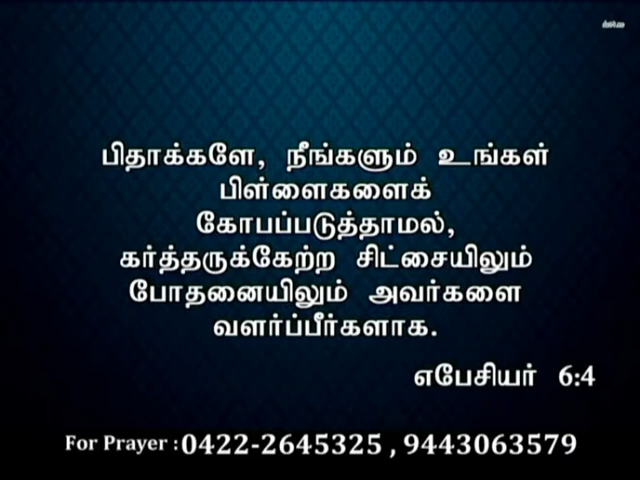 பிதாக்களே, நீங்களும் உங்கள்
பிள்ளைகளைக்
கோபப்படுத்தாமல்,
கர்த்தருக்கேற்ற சிட்சையிலும்
போதனையிலும் அவர்களை
வளர்ப்பீர்களாக.
எபேசியர் 6:4
For Prayer : 0422-2645325 , 9443063579